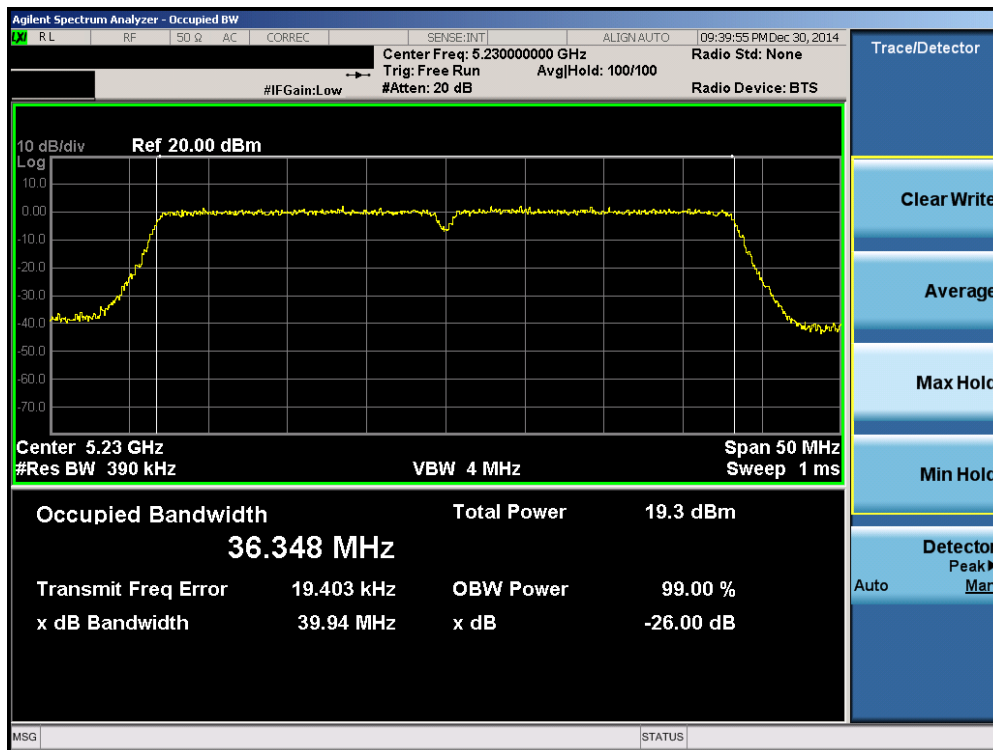 Agilent Spectrum Analyzer - Occupied BW
LXI RL RF 50 Ω AC CORREC SENSE:INT ALIGN AUTO 09:39:55 PM Dec 30, 2014
Center Freq: 5.230000000 GHz Radio Std: None
Trig: Free Run Avg|Hold: 100/100
#IFGain:Low #Atten: 20 dB Radio Device: BTS
10 dB/div Ref 20.00 dBm
Log
10.0
0.00
-10.0
-20.0
-30.0
-40.0
-50.0
-60.0
-70.0
Center 5.23 GHz Span 50 MHz
#Res BW 390 kHz VBW 4 MHz Sweep 1 ms
Occupied Bandwidth Total Power 19.3 dBm
36.348 MHz
Transmit Freq Error 19.403 kHz OBW Power 99.00 %
x dB Bandwidth 39.94 MHz x dB -26.00 dB
MSG STATUS
Trace/Detector
Clear Write
Average
Max Hold
Min Hold
Detector
Peak
Auto Man